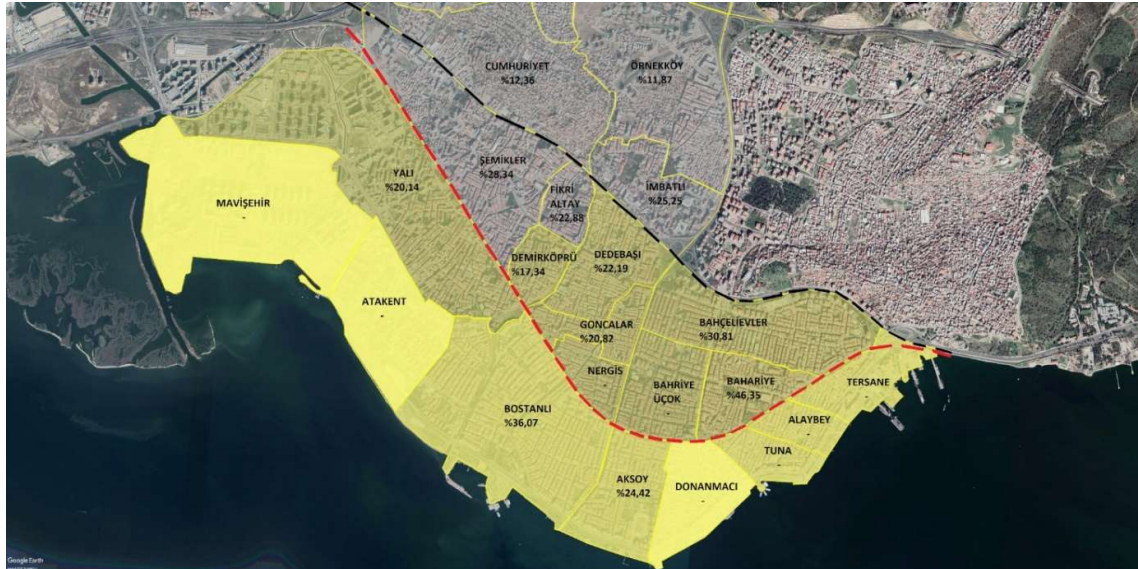 CUMHURİYET
%12,36
ÖRNEKKÖY
%11,87
ŞEMİKLER
%28,34
YALI
%20,14
FİKRİ
ALTAY
%22,88
İMBATLI
%25,25
MAVİŞEHİR
-
DEMİRKÖPRÜ
%17,34
DEDEBAŞI
%22,19
ATAKENT
-
GONCALAR
%20,82
BAHÇELİEVLER
%30,81
NERGİS
-
BAHRİYE
ÜÇOK
-
BAHARİYE
%46,35
TERSANE
-
BOSTANLI
%36,07
ALAYBEY
-
TUNA
-
AKSOY
%24,42
DONANMACI
-
Google Earth